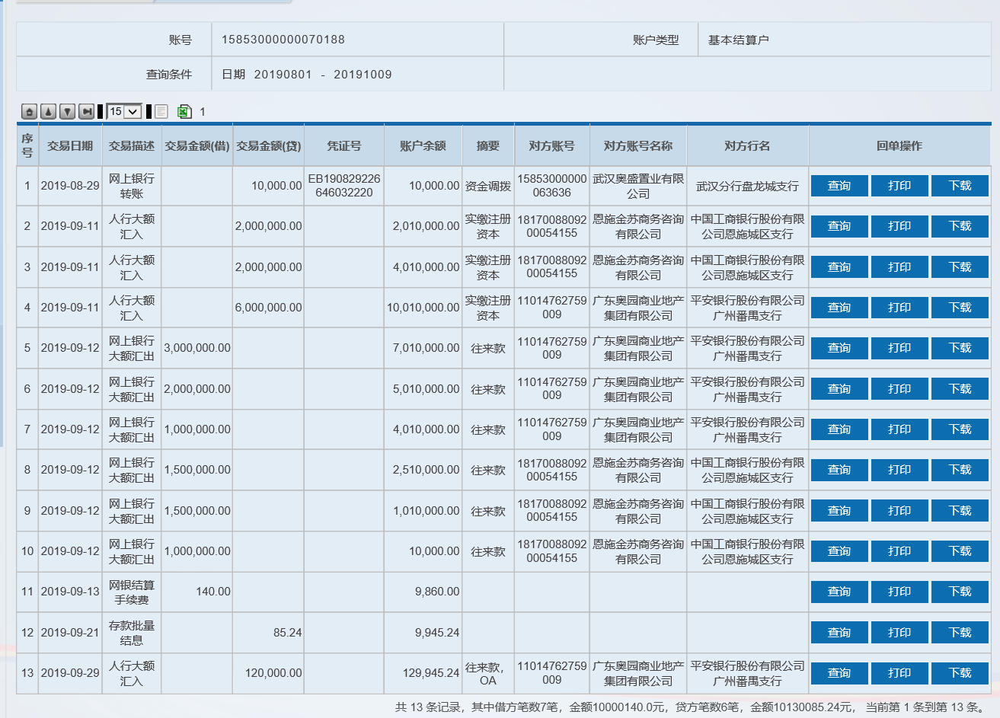 账号 15853000000070188 账户类型 基本结算户
查询条件 日期 20190801 - 20191009
15 1
序号 交易日期 交易描述 交易金额(借) 交易金额(贷) 凭证号 账户余额 摘要 对方账号 对方账号名称 对方行名 回单操作
1 2019-08-29 网上银行转账 10,000.00 EB190829226646032220 10,000.00 资金调拨 15853000000063636 武汉奥盛置业有限公司 武汉分行盘龙城支行 查询 打印 下载
2 2019-09-11 人行大额汇入 2,000,000.00 2,010,000.00 实缴注册资本 1817008809200054155 恩施金苏商务咨询有限公司 中国工商银行股份有限公司恩施城区支行 查询 打印 下载
3 2019-09-11 人行大额汇入 2,000,000.00 4,010,000.00 实缴注册资本 1817008809200054155 恩施金苏商务咨询有限公司 中国工商银行股份有限公司恩施城区支行 查询 打印 下载
4 2019-09-11 人行大额汇入 6,000,000.00 10,010,000.00 实缴注册资本 11014762759009 广东奥园商业地产集团有限公司 平安银行股份有限公司广州番禺支行 查询 打印 下载
5 2019-09-12 网上银行大额汇出 3,000,000.00 7,010,000.00 往来款 11014762759009 广东奥园商业地产集团有限公司 平安银行股份有限公司广州番禺支行 查询 打印 下载
6 2019-09-12 网上银行大额汇出 2,000,000.00 5,010,000.00 往来款 11014762759009 广东奥园商业地产集团有限公司 平安银行股份有限公司广州番禺支行 查询 打印 下载
7 2019-09-12 网上银行大额汇出 1,000,000.00 4,010,000.00 往来款 11014762759009 广东奥园商业地产集团有限公司 平安银行股份有限公司广州番禺支行 查询 打印 下载
8 2019-09-12 网上银行大额汇出 1,500,000.00 2,510,000.00 往来款 1817008809200054155 恩施金苏商务咨询有限公司 中国工商银行股份有限公司恩施城区支行 查询 打印 下载
9 2019-09-12 网上银行大额汇出 1,500,000.00 1,010,000.00 往来款 1817008809200054155 恩施金苏商务咨询有限公司 中国工商银行股份有限公司恩施城区支行 查询 打印 下载
10 2019-09-12 网上银行大额汇出 1,000,000.00 10,000.00 往来款 1817008809200054155 恩施金苏商务咨询有限公司 中国工商银行股份有限公司恩施城区支行 查询 打印 下载
11 2019-09-13 网银结算手续费 140.00 9,860.00 查询 打印 下载
12 2019-09-21 存款批量结息 85.24 9,945.24 查询 打印 下载
13 2019-09-29 人行大额汇入 120,000.00 129,945.24 往来款,OA 11014762759009 广东奥园商业地产集团有限公司 平安银行股份有限公司广州番禺支行 查询 打印 下载
共 13 条记录，其中借方笔数7笔，金额10000140.0元，贷方笔数6笔，金额10130085.24元， 当前第 1 条到第 13 条。